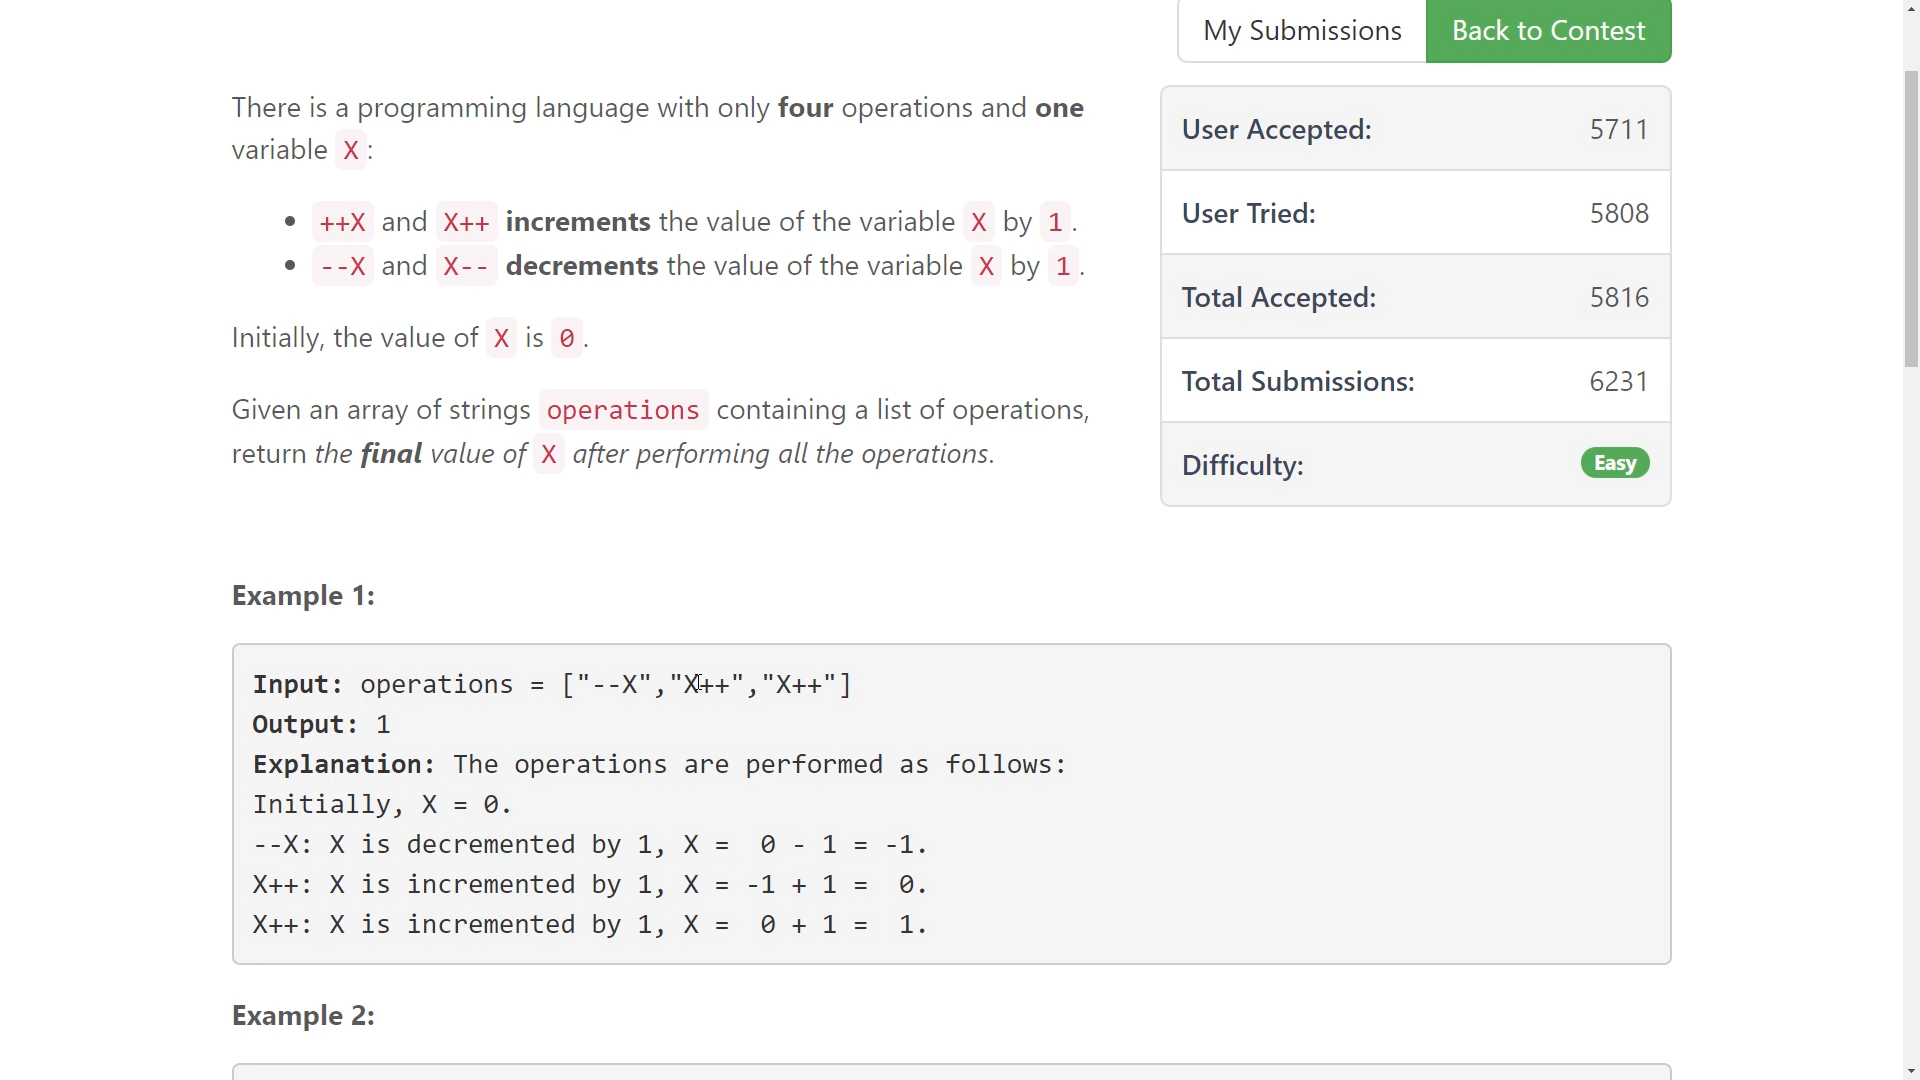 My Submissions
Back to Contest
There is a programming language with only four operations and one
variable X:
++X and X++ increments the value of the variable X by 1.
--X and X-- decrements the value of the variable X by 1.
Initially, the value of X is 0.
Given an array of strings operations containing a list of operations,
return the final value of X after performing all the operations.
User Accepted: 5711
User Tried: 5808
Total Accepted: 5816
Total Submissions: 6231
Difficulty: Easy
Example 1:
Input: operations = ["--X","X++","X++"]
Output: 1
Explanation: The operations are performed as follows:
Initially, X = 0.
--X: X is decremented by 1, X =  0 - 1 = -1.
X++: X is incremented by 1, X = -1 + 1 =  0.
X++: X is incremented by 1, X =  0 + 1 =  1.
Example 2: